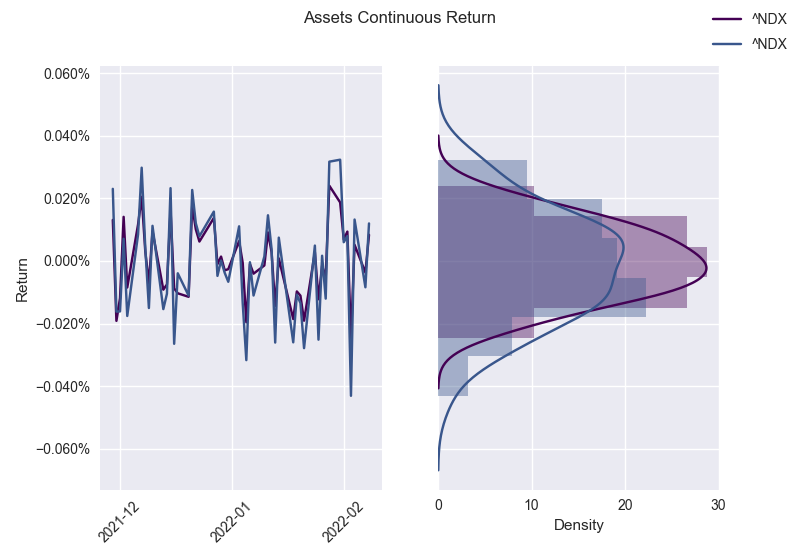 Assets Continuous Return
^NDX
^NDX
0.060%
0.040%
0.020%
0.000%
−0.020%
−0.040%
−0.060%
Return
2021-12
2022-01
2022-02
0
10
20
30
Density